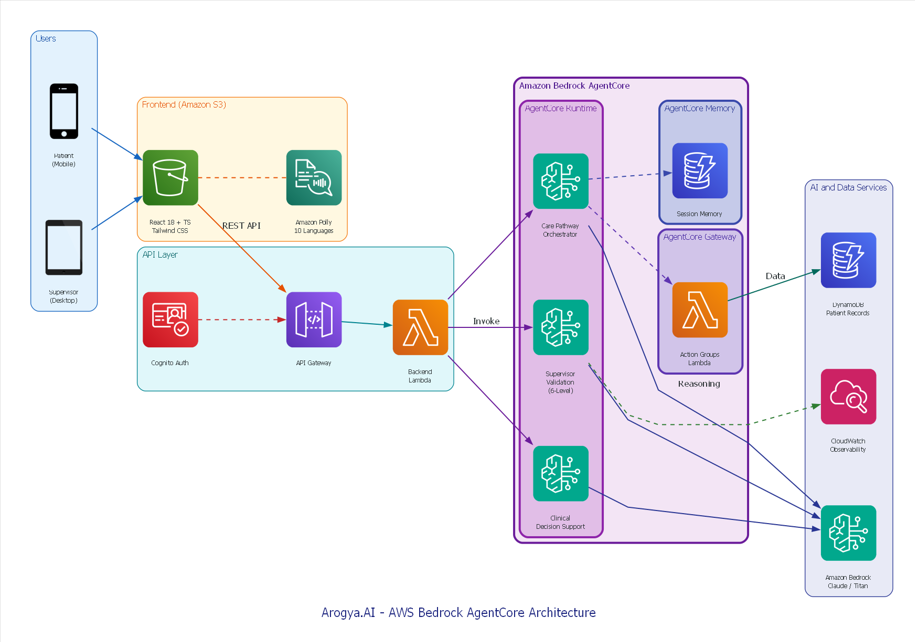 Users
Patient
(Mobile)
Supervisor
(Desktop)
Frontend (Amazon S3)
React 18 + TS
Tailwind CSS
Amazon Polly
10 Languages
REST API
API Layer
Cognito Auth
API Gateway
Backend
Lambda
Invoke
Amazon Bedrock AgentCore
AgentCore Runtime
Care Pathway
Orchestrator
Supervisor
Validation
(6-Level)
Clinical
Decision Support
AgentCore Memory
Session Memory
AgentCore Gateway
Action Groups
Lambda
Reasoning
Data
AI and Data Services
DynamoDB
Patient Records
CloudWatch
Observability
Amazon Bedrock
Claude / Titan
Arogya.AI - AWS Bedrock AgentCore Architecture